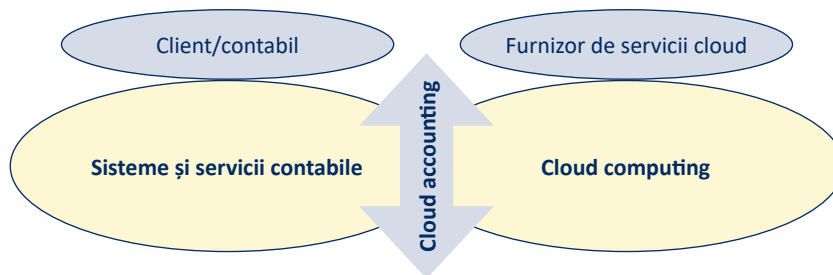 Client/contabil
Furnizor de servicii cloud
Sisteme și servicii contabile
Cloud accounting
Cloud computing